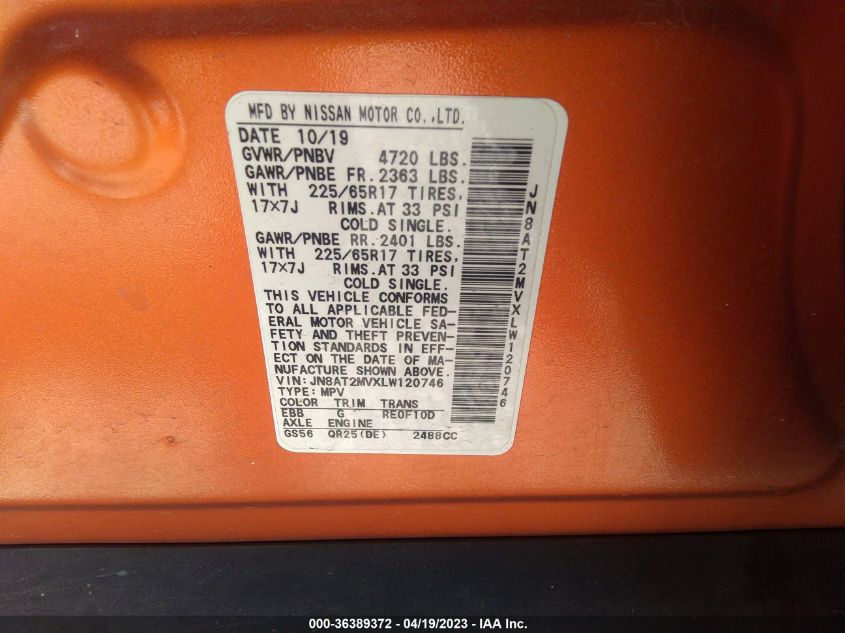 MFD BY NISSAN MOTOR CO.,LTD.
DATE 10/19
GVWR/PNBV 4720 LBS.
GAWR/PNBE FR. 2363 LBS.
WITH 225/65R17 TIRES,
17×7J RIMS.AT 33 PSI
COLD SINGLE.
GAWR/PNBE RR. 2401 LBS.
WITH 225/65R17 TIRES,
17×7J RIMS.AT 33 PSI
COLD SINGLE.
THIS VEHICLE CONFORMS
TO ALL APPLICABLE FED-
ERAL MOTOR VEHICLE SA-
FETY AND THEFT PREVEN-
TION STANDARDS IN EFF-
ECT ON THE DATE OF MA-
NUFACTURE SHOWN ABOVE.
VIN: JN8AT2MVXLW120746
TYPE: MPV
COLOR TRIM TRANS
EBB G RE0F10D
AXLE ENGINE
GS56 QR25(DE) 2488CC
JN8AT2MVXLW120746
000-36389372 - 04/19/2023 - IAA Inc.